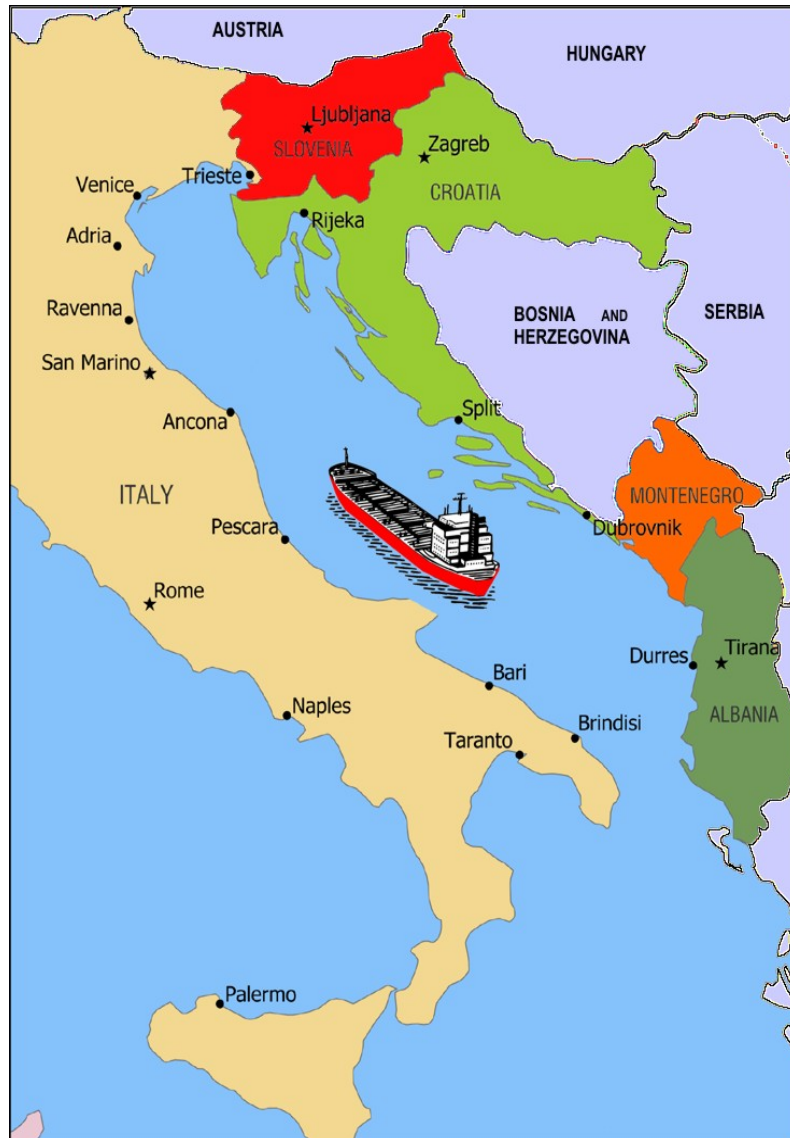 AUSTRIA
HUNGARY
Ljubljana
SLOVENIA
Zagreb
Trieste
Venice
CROATIA
Rijeka
Adria
Ravenna
BOSNIA AND
HERZEGOVINA
SERBIA
San Marino
Ancona
Split
ITALY
MONTENEGRO
Pescara
Dubrovnik
Rome
Durres
Tirana
Bari
Naples
Brindisi
ALBANIA
Taranto
Palermo